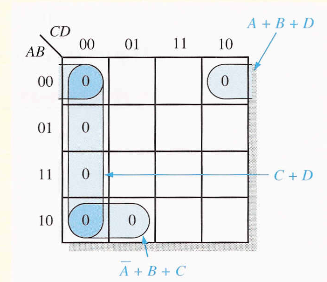 A + B + D
CD
AB
00 01 11 10
00 0 0
01 0
11 0
C + D
10 0 0
A̅ + B + C